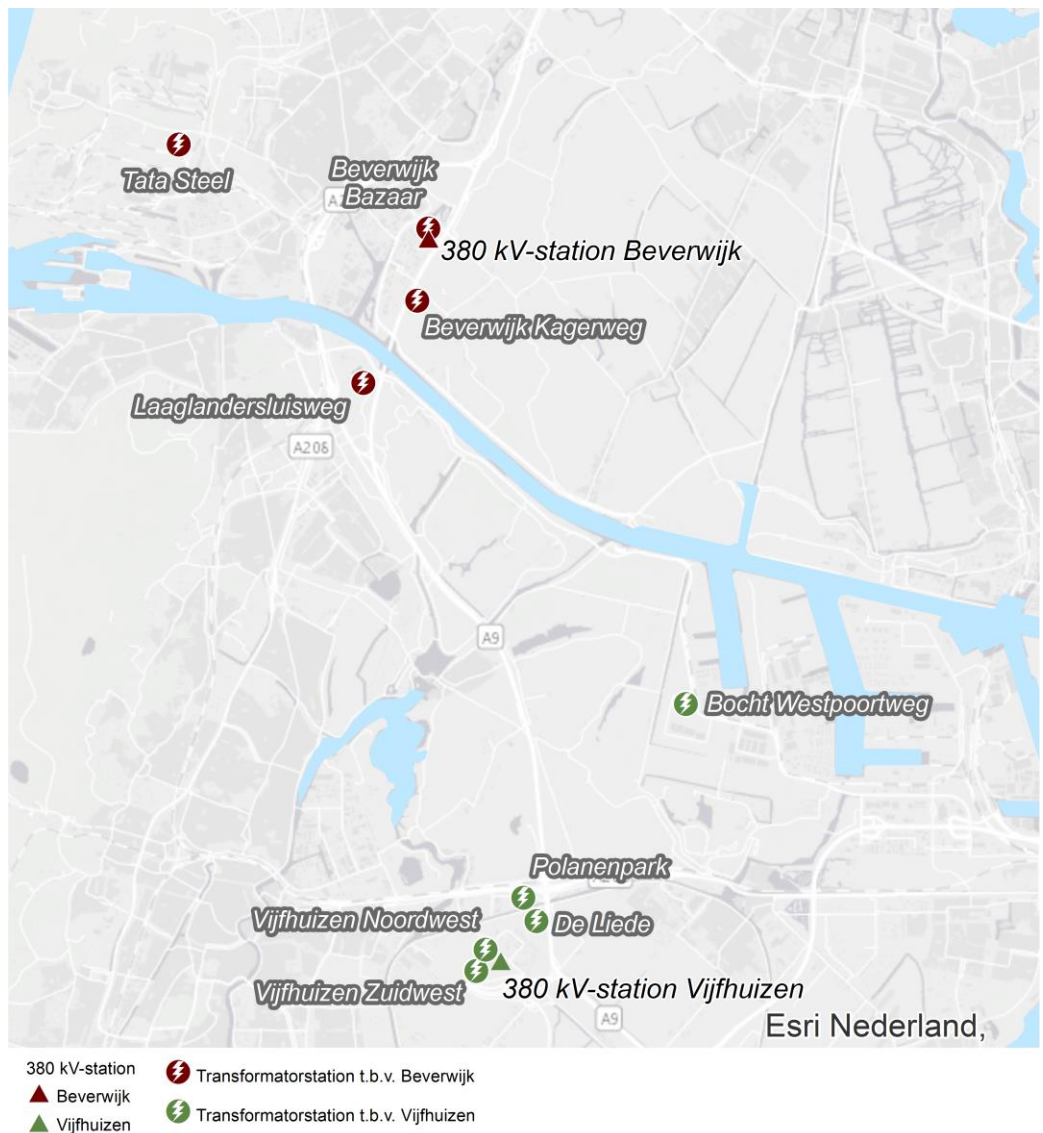 Tata Steel
Beverwijk
Bazaar
380 kV-station Beverwijk
Beverwijk Kagerweg
Laaglandersluisweg
A208
A9
Bocht Westpoortweg
Polanenpark
Vijfhuizen Noordwest
De Liede
Vijfhuizen Zuidwest
380 kV-station Vijfhuizen
A9
Esri Nederland,
380 kV-station
Beverwijk
Vijfhuizen
Transformatorstation t.b.v. Beverwijk
Transformatorstation t.b.v. Vijfhuizen